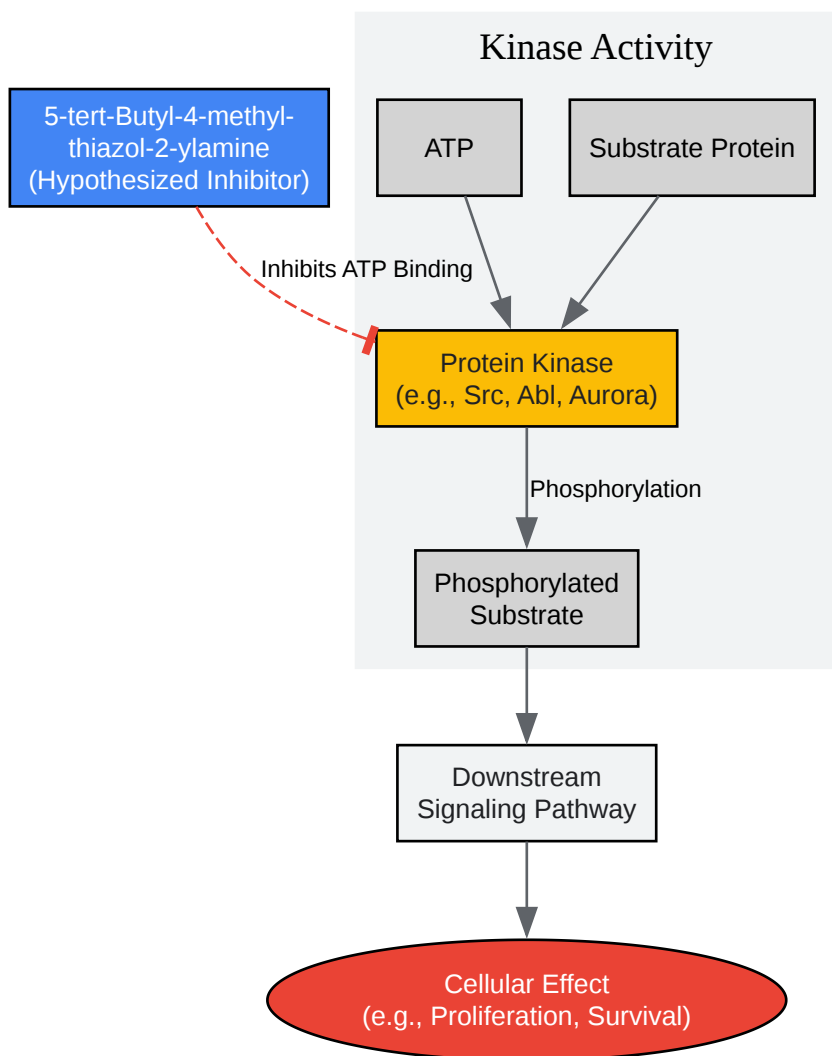 Kinase Activity
5-tert-Butyl-4-methyl-
thiazol-2-ylamine
(Hypothesized Inhibitor)
ATP
Substrate Protein
Inhibits ATP Binding
Protein Kinase
(e.g., Src, Abl, Aurora)
Phosphorylation
Phosphorylated
Substrate
Downstream
Signaling Pathway
Cellular Effect
(e.g., Proliferation, Survival)